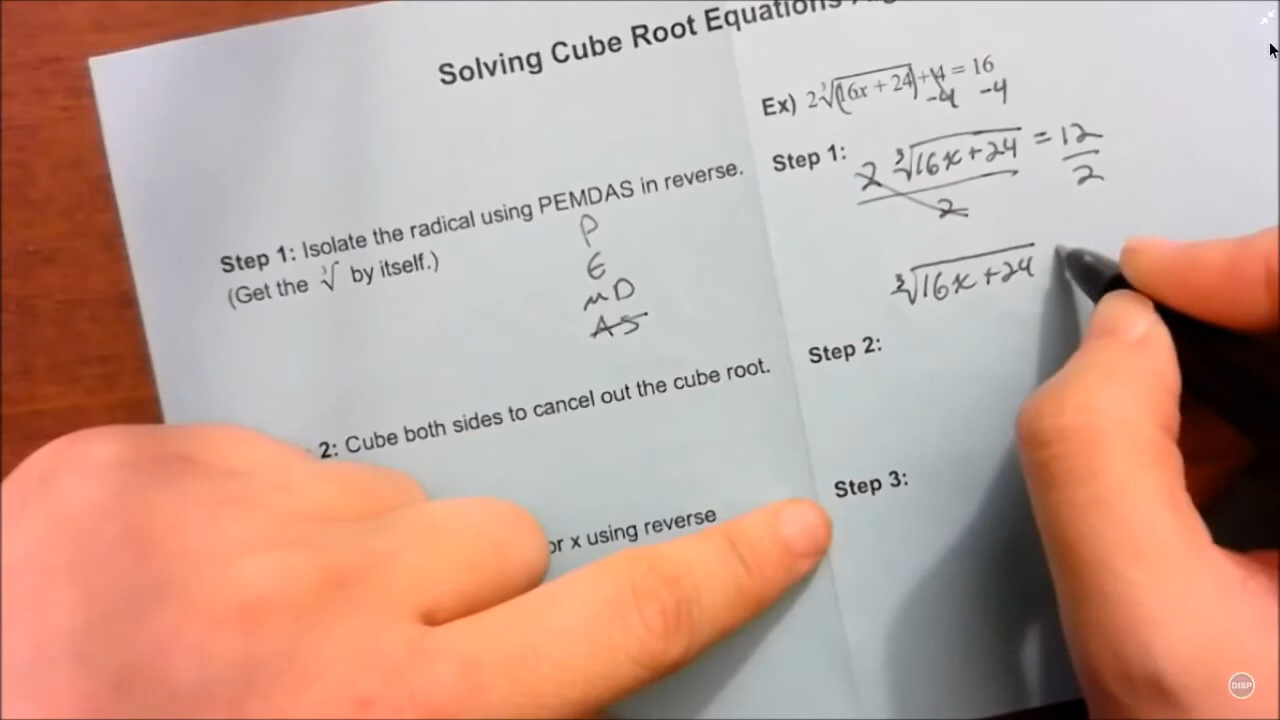 Solving Cube Root Equations
Ex) 2∛(16x + 24) + 4 = 16
-4 -4
Step 1: 2 ∛16x+24 = 12
2 2
Step 1: Isolate the radical using PEMDAS in reverse.
(Get the ∛ by itself.)
P
E
MD
AS
∛16x+24
Step 2:
2: Cube both sides to cancel out the cube root.
Step 3:
x using reverse
DISP